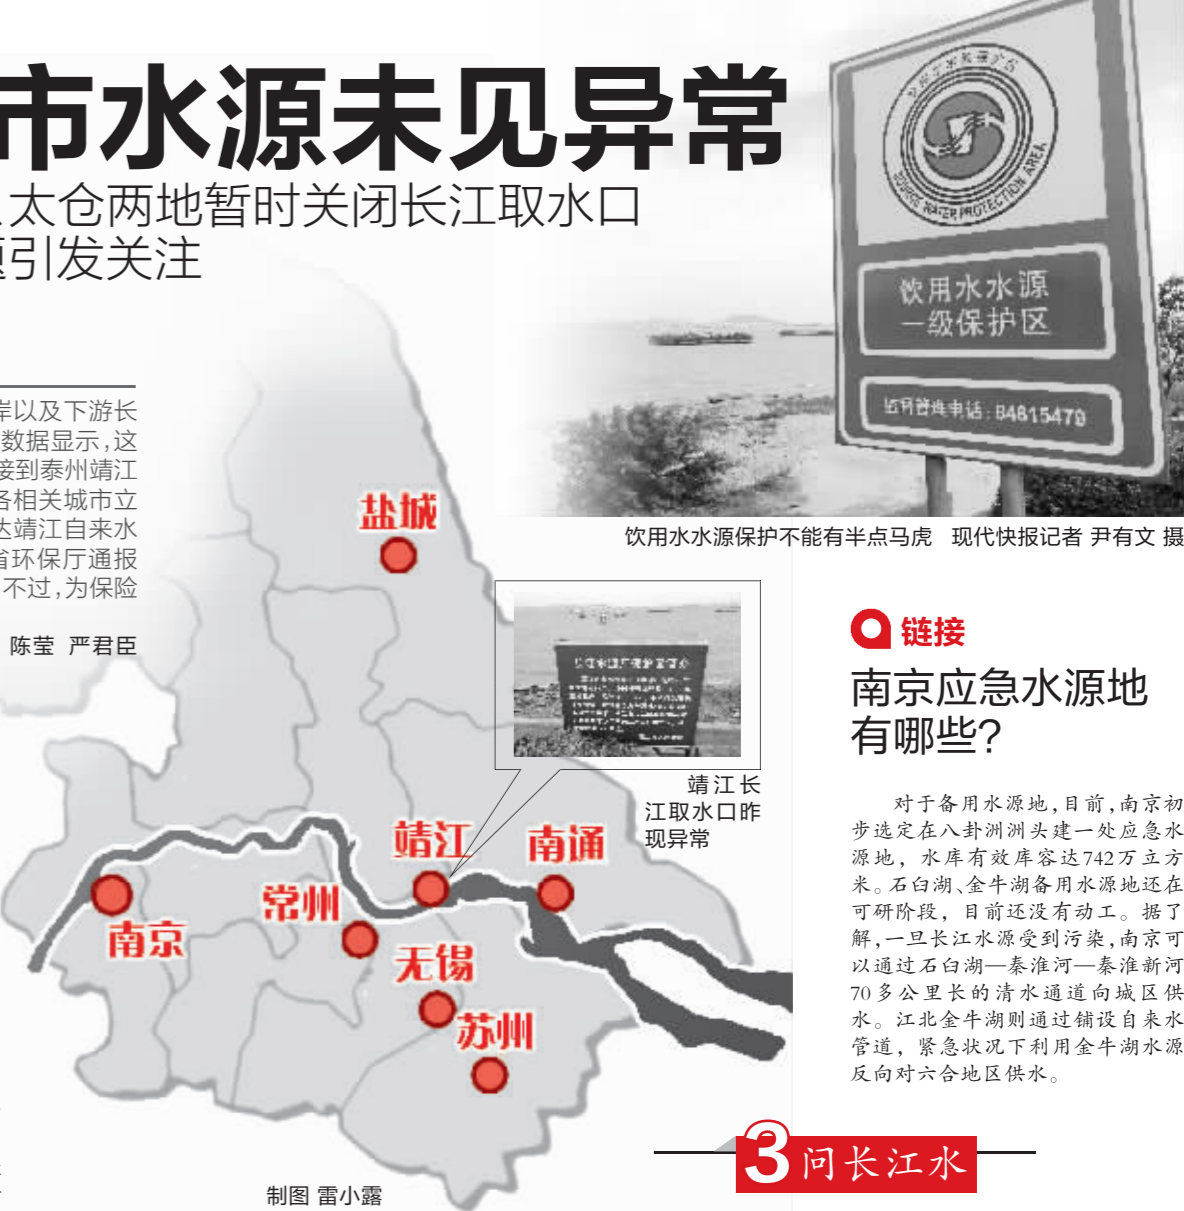 市水源未见异常
、太仓两地暂时关闭长江取水口
引发关注
岸以及下游长
数据显示,这
接到泰州靖江
各相关城市立
达靖江自来水
省环保厅通报
不过,为保险
陈莹 严君臣
SOURCE WATER PROTECTION AREA
饮用水水源
一级保护区
84815479
饮用水水源保护不能有半点马虎 现代快报记者 尹有文 摄
盐城
靖江长
江取水口昨
现异常
靖江
南通
常州
南京
无锡
苏州
制图 雷小露
链接
南京应急水源地
有哪些?
对于备用水源地,目前,南京初
步选定在八卦洲洲头建一处应急水
源地，水库有效库容达742万立方
米。石臼湖、金牛湖备用水源地还在
可研阶段，目前还没有动工。据了
解,一旦长江水源受到污染,南京可
以通过石臼湖—秦淮河—秦淮新河
70多公里长的清水通道向城区供
水。江北金牛湖则通过铺设自来水
管道，紧急状况下利用金牛湖水源
反向对六合地区供水。
3问长江水